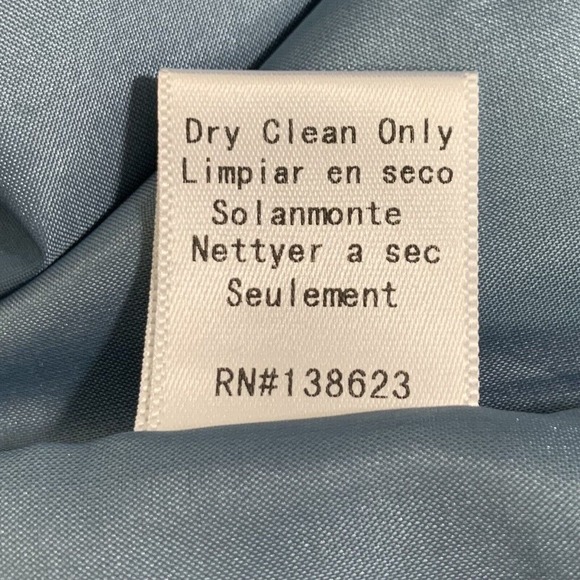 Dry Clean Only
Limpiar en seco
Solanmonte
Nettyer a sec
Seulement
RN#138623